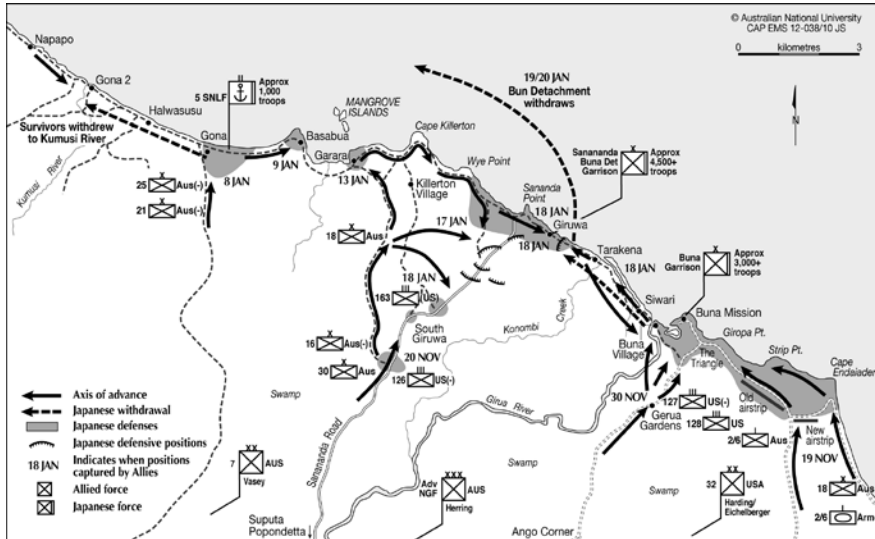 © Australian National University
CAP EMS 12-038/10 JS
0 kilometres 3
N
Napapo
Gona 2
5 SNLF
Approx
1,000
troops
MANGROVE
ISLANDS
19/20 JAN
Bun Detachment
withdraws
Halwasusu
Survivors withdrew
to Kumusi River
Gona
Basabua
Cape Killerton
Garara
Kumusi River
9 JAN
8 JAN
13 JAN
Wye Point
Sanananda
Buna Det
Garrison
X
Approx
4,500+
troops
25 X Aus(-)
21 X Aus(-)
Killerton
Village
Sananda
Point
18 JAN
Giruwa
17 JAN
18 JAN
18 X Aus
Tarakena
18 JAN
Buna
Garrison
X
Approx
3,000+
troops
18 JAN
163 III (US)
Siwari
Buna Mission
Giropa Pt.
Konombi Creek
16 X Aus(-)
South
Giruwa
Buna
Village
The
Triangle
Strip Pt.
Cape
Endaiadere
30 X Aus
20 NOV
126 III US(-)
30 NOV
127 III US(-)
Old
airstrip
Swamp
Girua River
Gerua
Gardens
128 III US
2/6 I Aus
New
airstrip
19 NOV
Sanananda Road
Axis of advance
Japanese withdrawal
Japanese defenses
Japanese defensive positions
18 JAN Indicates when positions
captured by Allies
Allied force
Japanese force
XX
7 AUS
Vasey
Swamp
Adv
NGF
XXX
AUS
Herring
Swamp
XX
32 USA
Harding/
Eichelberger
18 X Aus
2/6 I Arm
Suputa
Popondetta
Ango Corner